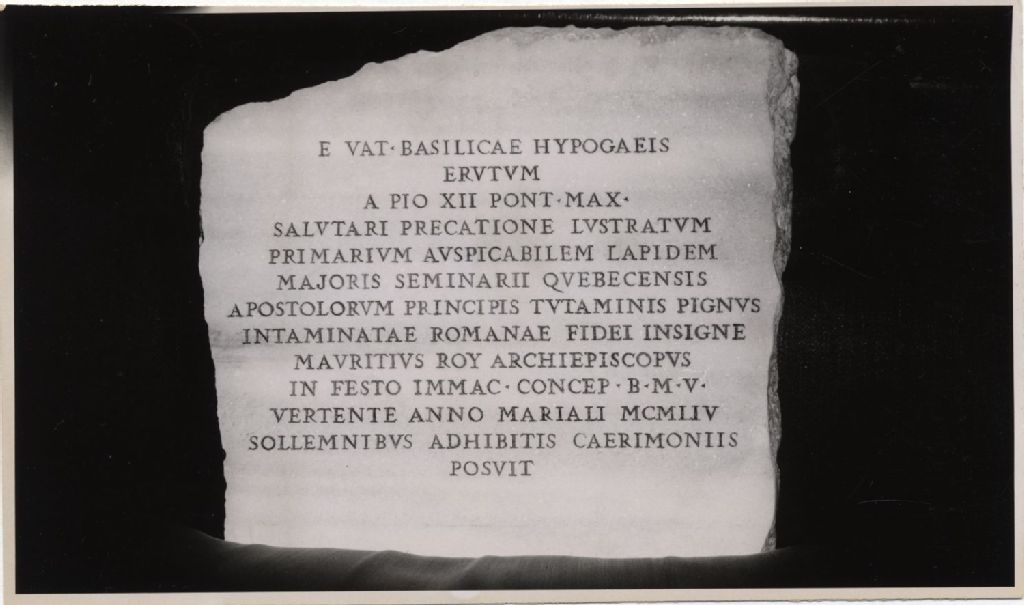 E VAT· BASILICAE HYPOGAEIS
ERVTVM
A PIO XII PONT·MAX·
SALVTARI PRECATIONE LVSTRATVM
PRIMARIVM AVSPICABILEM LAPIDEM
MAJORIS SEMINARII QVEBECENSIS
APOSTOLORVM PRINCIPIS TVTAMINIS PIGNVS
INTAMINATAE ROMANAE FIDEI INSIGNE
MAVRITIVS ROY ARCHIEPISCOPVS
IN FESTO IMMAC· CONCEP·B·M·V·
VERTENTE ANNO MARIALI MCMLIV
SOLLEMNIBVS ADHIBITIS CAERIMONIIS
POSVIT